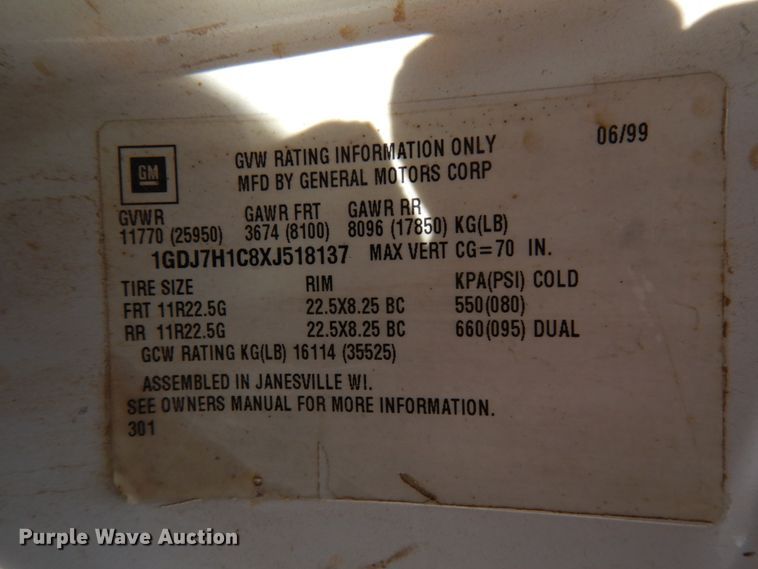 06/99
GM
GVW RATING INFORMATION ONLY
MFD BY GENERAL MOTORS CORP
GVWR GAWR FRT GAWR RR
11770 (25950) 3674 (8100) 8096 (17850) KG(LB)
1GDJ7H1C8XJ518137 MAX VERT CG=70 IN.
TIRE SIZE RIM KPA(PSI) COLD
FRT 11R22.5G 22.5X8.25 BC 550(080)
RR 11R22.5G 22.5X8.25 BC 660(095) DUAL
GCW RATING KG(LB) 16114 (35525)
ASSEMBLED IN JANESVILLE WI.
SEE OWNERS MANUAL FOR MORE INFORMATION.
301
Purple Wave Auction